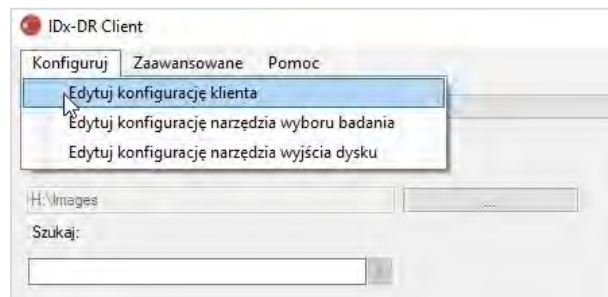 IDx-DR Client
Konfiguruj Zaawansowane Pomoc
Edytuj konfigurację klienta
Edytuj konfigurację narzędzia wyboru badania
Edytuj konfigurację narzędzia wyjścia dysku
H:\Images ...
Szukaj: